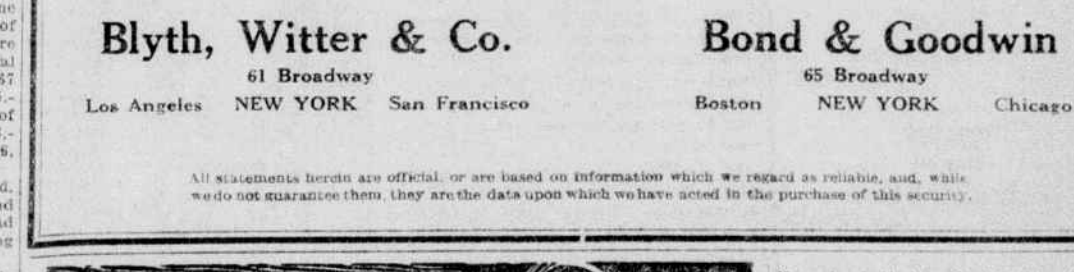 Blyth, Witter & Co.
61 Broadway
Los Angeles NEW YORK San Francisco
Bond & Goodwin
65 Broadway
Boston NEW YORK Chicago
All statements herein are official, or are based on information which we regard as reliable, and, while
we do not guarantee them, they are the data upon which we have acted in the purchase of this security.